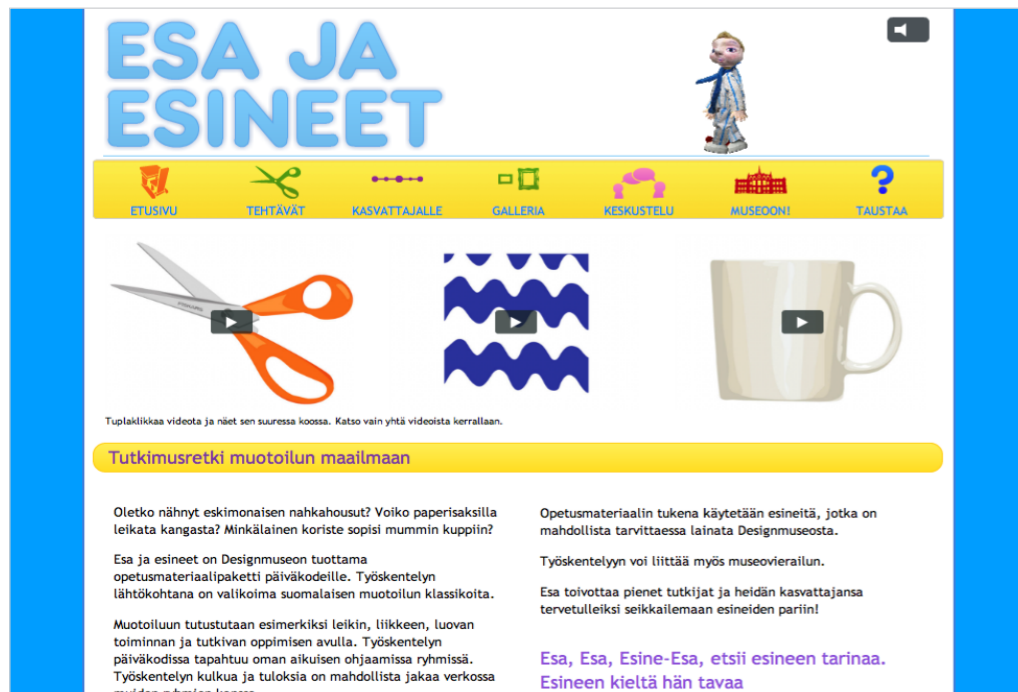 ESA JA
ESINEET
ETUSIVU
TEHTÄVÄT
KASVATTAJALLE
GALLERIA
KESKUSTELU
MUSEOON!
TAUSTAA
Tuplaklikkaa videota ja näet sen suuressa koossa. Katso vain yhtä videoista kerrallaan.
Tutkimusretki muotoilun maailmaan
Oletko nähnyt eskimonaisen nahkahousut? Voiko paperisaksilla
leikata kangasta? Minkälainen koriste sopisi mummin kuppiin?
Esa ja esineet on Designmuseon tuottama
opetusmateriaalipaketti päiväkodeille. Työskentelyn
lähtökohtana on valikoima suomalaisen muotoilun klassikoita.
Muotoiluun tutustutaan esimerkiksi leikin, liikkeen, luovan
toiminnan ja tutkivan oppimisen avulla. Työskentelyn
päiväkodissa tapahtuu oman aikuisen ohjaamissa ryhmissä.
Työskentelyn kulkua ja tuloksia on mahdollista jakaa verkossa
Opetusmateriaalin tukena käytetään esineitä, jotka on
mahdollista tarvittaessa lainata Designmuseosta.
Työskentelyyn voi liittää myös museovierailun.
Esa toivottaa pienet tutkijat ja heidän kasvattajansa
tervetulleiksi seikkailemaan esineiden pariin!
Esa, Esa, Esine-Esa, etsii esineen tarinaa.
Esineen kieltä hän tavaa